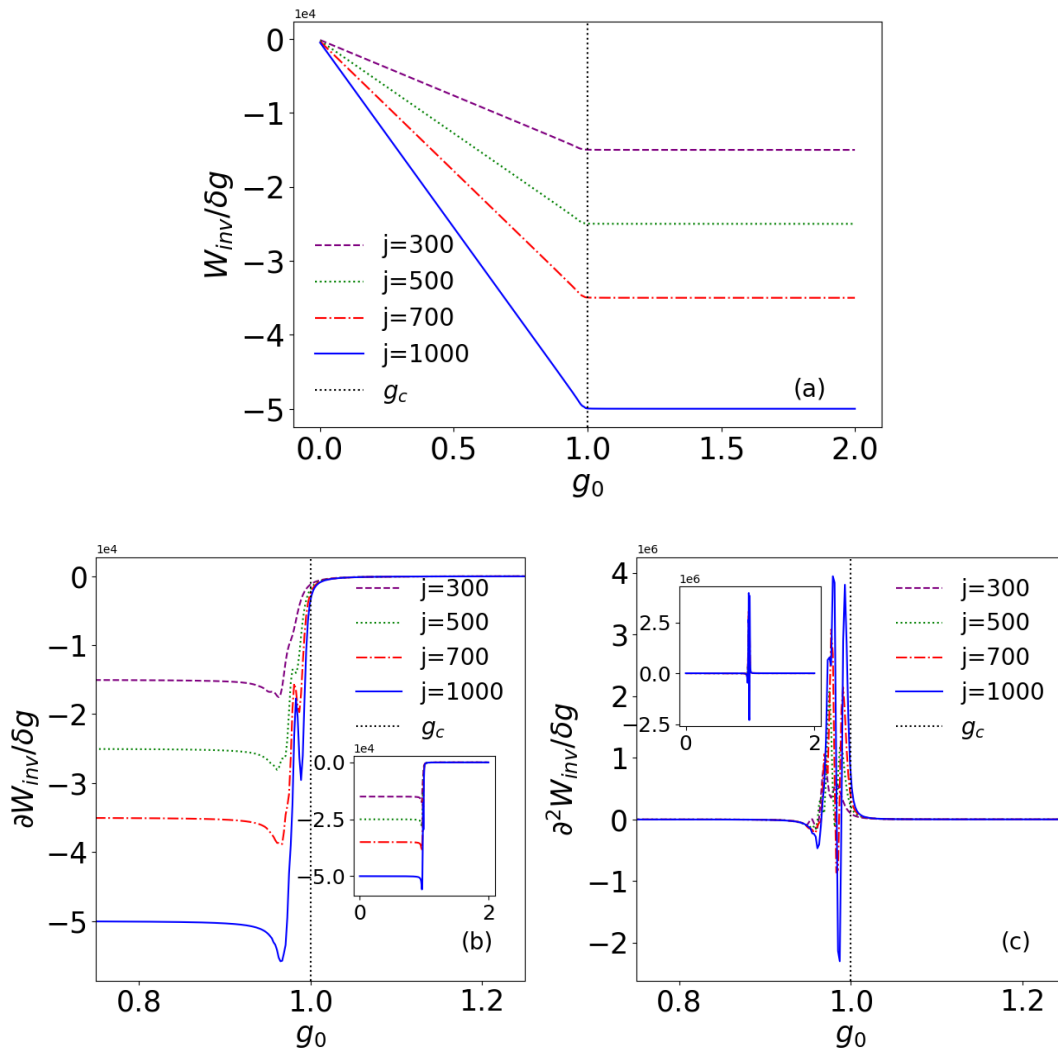 1e4
0
−1
−2
−3
−4
−5
W_inv/δg
j=300
j=500
j=700
j=1000
g_c
(a)
0.0 0.5 1.0 1.5 2.0
g_0
1e4
0
−1
−2
−3
−4
−5
∂W_inv/δg
j=300
j=500
j=700
j=1000
g_c
1e4
0.0
−2.5
−5.0
0 2
(b)
0.8 1.0 1.2
g_0
1e6
4
3
2
1
0
−1
−2
∂²W_inv/δg
1e6
2.5
0.0
−2.5
0 2
j=300
j=500
j=700
j=1000
g_c
(c)
0.8 1.0 1.2
g_0